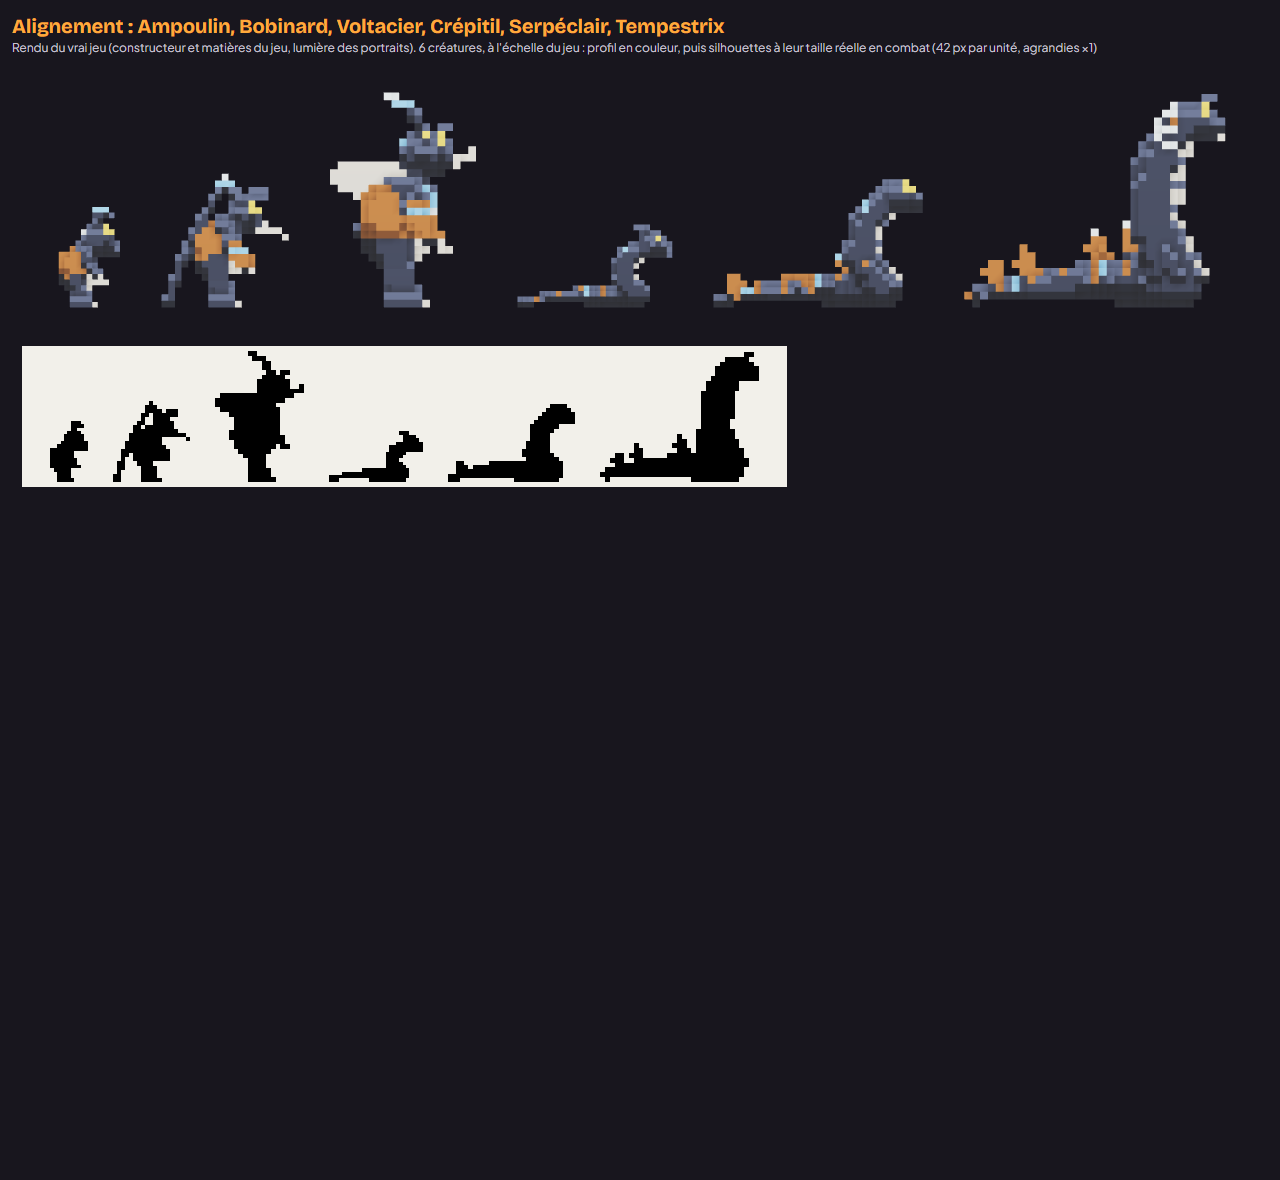 Alignement : Ampoulin, Bobinard, Voltacier, Crépitil, Serpéclair, Tempestrix
Rendu du vrai jeu (constructeur et matières du jeu, lumière des portraits). 6 créatures, à l'échelle du jeu : profil en couleur, puis silhouettes à leur taille réelle en combat (42 px par unité, agrandies ×1)